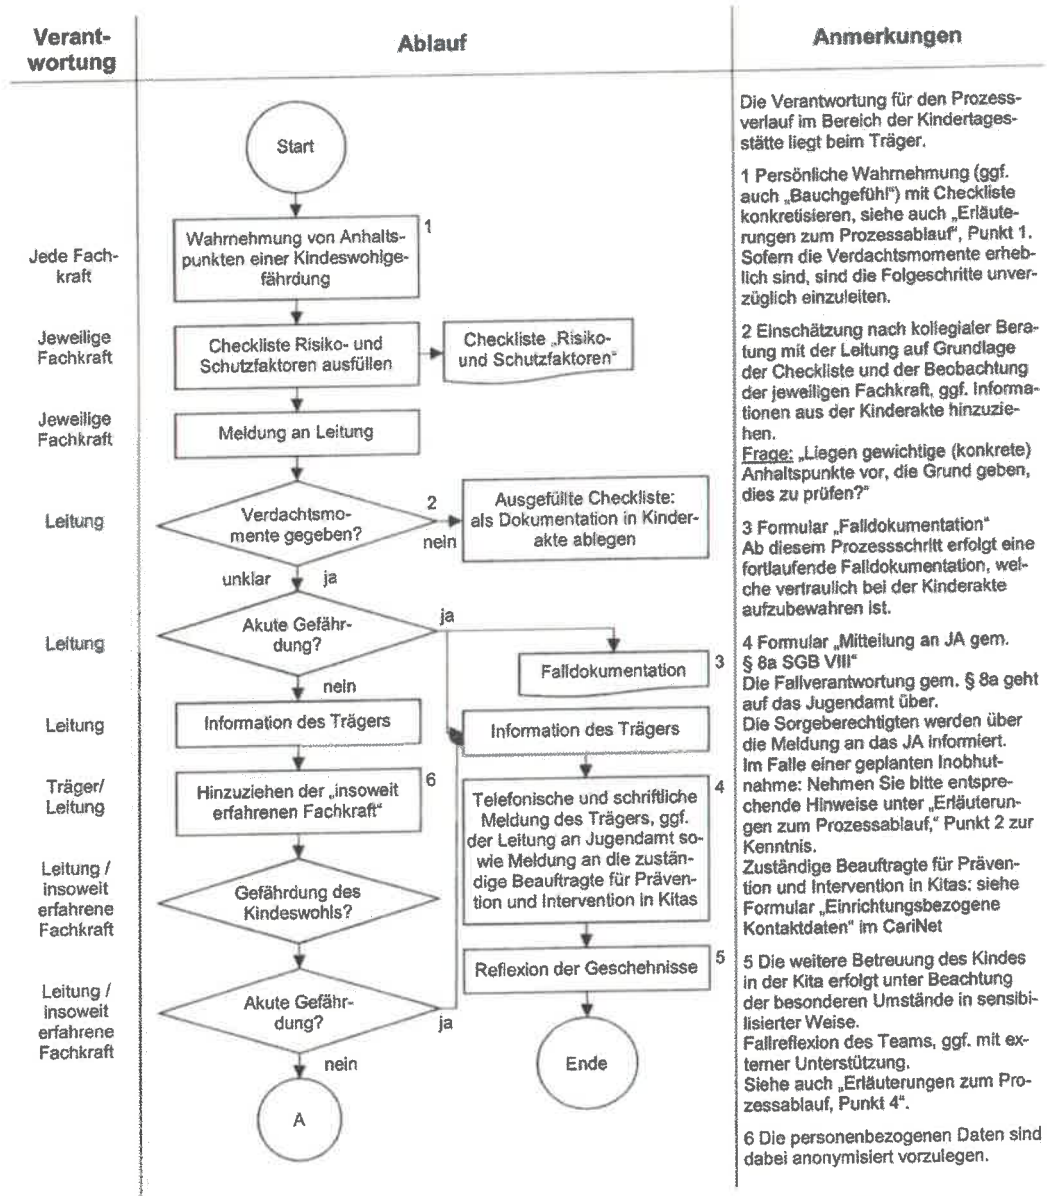 Verant-
wortung
Ablauf
Anmerkungen
Start
Jede Fach-
kraft
Wahrnehmung von Anhalts-
punkten einer Kindeswohlge-
fährdung
1
Jeweilige
Fachkraft
Checkliste Risiko- und
Schutzfaktoren ausfüllen
Checkliste „Risiko-
und Schutzfaktoren“
Jeweilige
Fachkraft
Meldung an Leitung
Leitung
Verdachtsmo-
mente gegeben?
2
nein
Ausgefüllte Checkliste:
als Dokumentation in Kinder-
akte ablegen
unklar
ja
Leitung
Akute Gefähr-
dung?
ja
Falldokumentation
3
nein
Leitung
Information des Trägers
Information des Trägers
Träger/
Leitung
Hinzuziehen der „insoweit
erfahrenen Fachkraft“
6
Telefonische und schriftliche
Meldung des Trägers, ggf.
der Leitung an Jugendamt so-
wie Meldung an die zustän-
dige Beauftragte für Präven-
tion und Intervention in Kitas
4
Leitung /
insoweit
erfahrene
Fachkraft
Gefährdung des
Kindeswohls?
Reflexion der Geschehnisse
5
Leitung /
insoweit
erfahrene
Fachkraft
Akute Gefähr-
dung?
ja
nein
Ende
A
Die Verantwortung für den Prozess-
verlauf im Bereich der Kindertages-
stätte liegt beim Träger.
1 Persönliche Wahrnehmung (ggf.
auch „Bauchgefühl“) mit Checkliste
konkretisieren, siehe auch „Erläute-
rungen zum Prozessablauf“, Punkt 1.
Sofern die Verdachtsmomente erheb-
lich sind, sind die Folgeschritte unver-
züglich einzuleiten.
2 Einschätzung nach kollegialer Bera-
tung mit der Leitung auf Grundlage
der Checkliste und der Beobachtung
der jeweiligen Fachkraft, ggf. Informa-
tionen aus der Kinderakte hinzuzie-
hen.
Frage: „Liegen gewichtige (konkrete)
Anhaltspunkte vor, die Grund geben,
dies zu prüfen?“
3 Formular „Falldokumentation“
Ab diesem Prozessschritt erfolgt eine
fortlaufende Falldokumentation, wel-
che vertraulich bei der Kinderakte
aufzubewahren ist.
4 Formular „Mitteilung an JA gem.
§ 8a SGB VIII“
Die Fallverantwortung gem. § 8a geht
auf das Jugendamt über.
Die Sorgeberechtigten werden über
die Meldung an das JA informiert.
Im Falle einer geplanten Inobhut-
nahme: Nehmen Sie bitte entspre-
chende Hinweise unter „Erläuterun-
gen zum Prozessablauf,“ Punkt 2 zur
Kenntnis.
Zuständige Beauftragte für Präven-
tion und Intervention in Kitas: siehe
Formular „Einrichtungsbezogene
Kontaktdaten“ im CariNet
5 Die weitere Betreuung des Kindes
in der Kita erfolgt unter Beachtung
der besonderen Umstände in sensibi-
lisierter Weise.
Fallreflexion des Teams, ggf. mit ex-
terner Unterstützung.
Siehe auch „Erläuterungen zum Pro-
zessablauf, Punkt 4“.
6 Die personenbezogenen Daten sind
dabei anonymisiert vorzulegen.